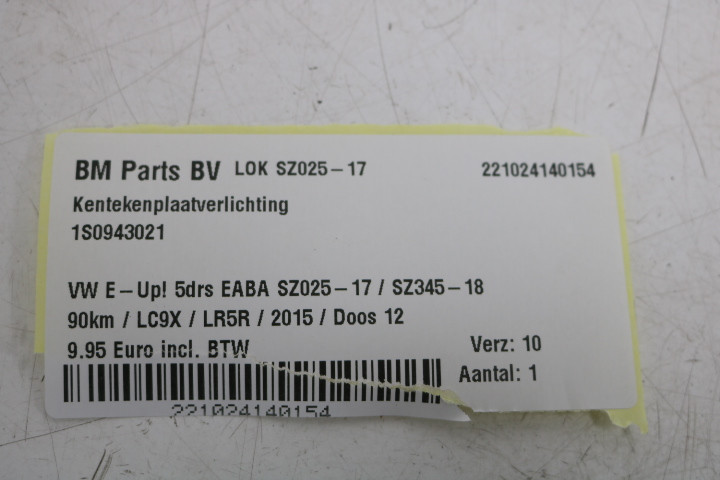 BM Parts BV LOK SZ025-17 221024140154
Kentekenplaatverlichting
1S0943021
VW E-Up! 5drs EABA SZ025-17 / SZ345-18
90km / LC9X / LR5R / 2015 / Doos 12
9.95 Euro incl. BTW Verz: 10
Aantal: 1
221024140154